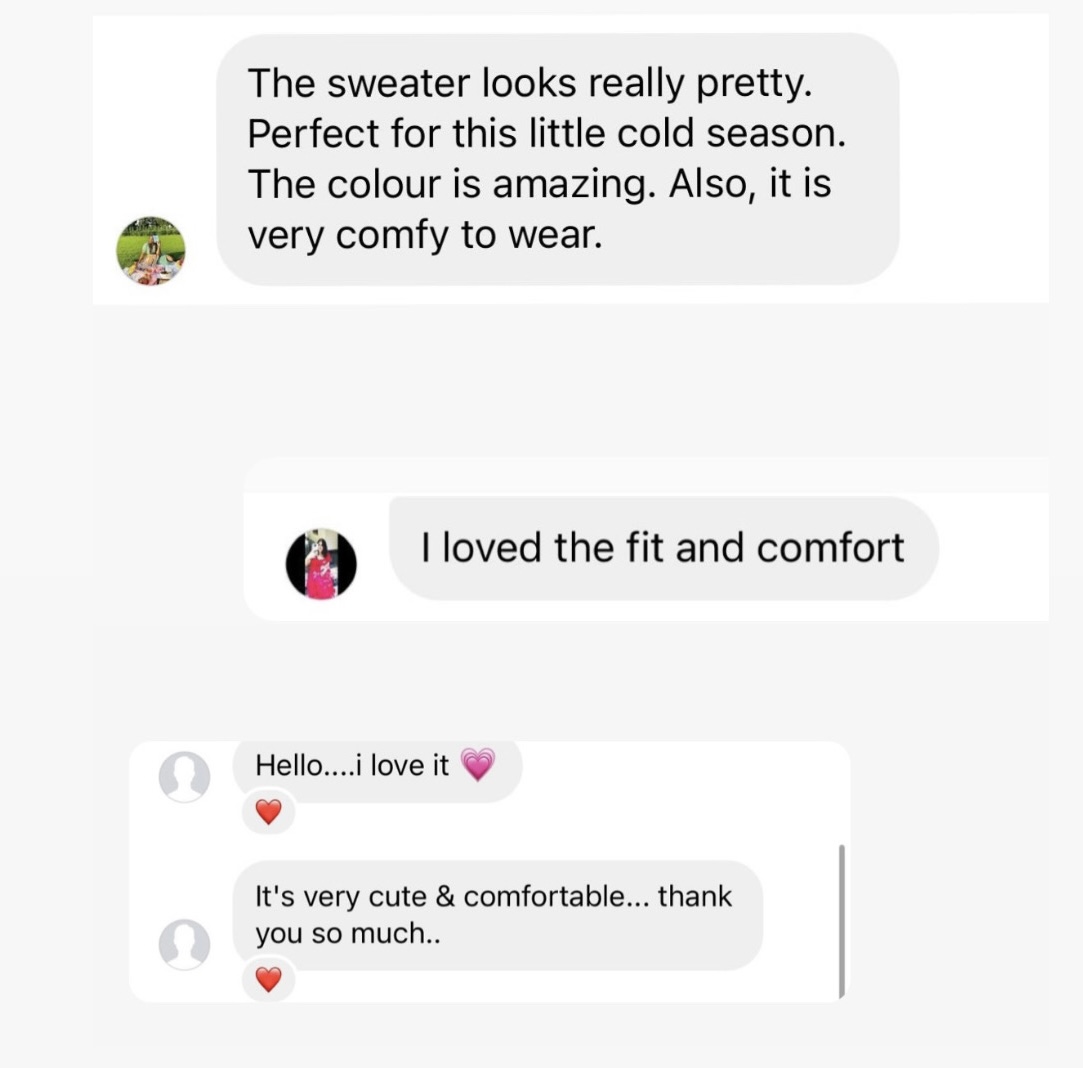 The sweater looks really pretty.
Perfect for this little cold season.
The colour is amazing. Also, it is
very comfy to wear.
I loved the fit and comfort
Hello....i love it 💗
❤️
It's very cute & comfortable... thank
you so much..
❤️